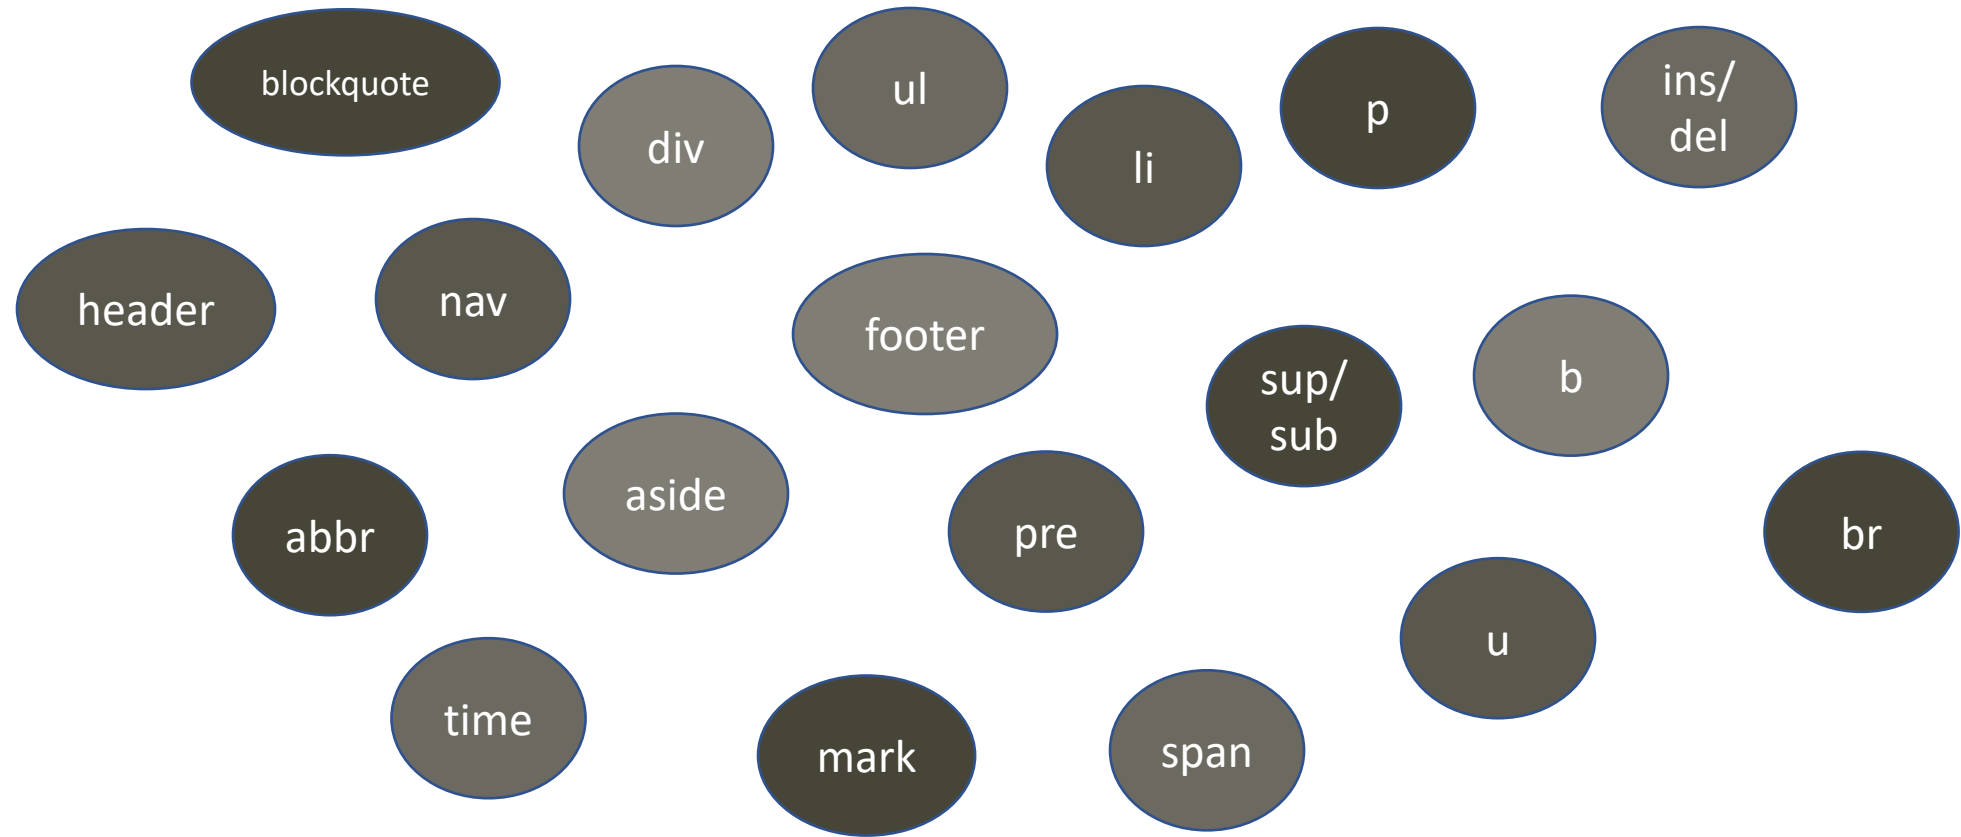 blockquote
div
ul
li
p
ins/
del
header
nav
footer
sup/
sub
b
abbr
aside
pre
br
u
time
mark
span